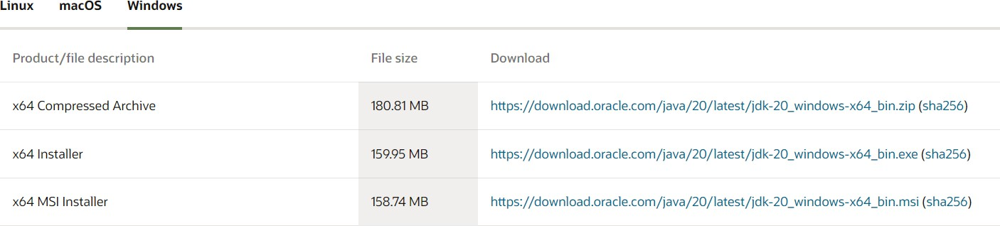 Linux macOS Windows
Product/file description File size Download
x64 Compressed Archive 180.81 MB https://download.oracle.com/java/20/latest/jdk-20_windows-x64_bin.zip (sha256)
x64 Installer 159.95 MB https://download.oracle.com/java/20/latest/jdk-20_windows-x64_bin.exe (sha256)
x64 MSI Installer 158.74 MB https://download.oracle.com/java/20/latest/jdk-20_windows-x64_bin.msi (sha256)